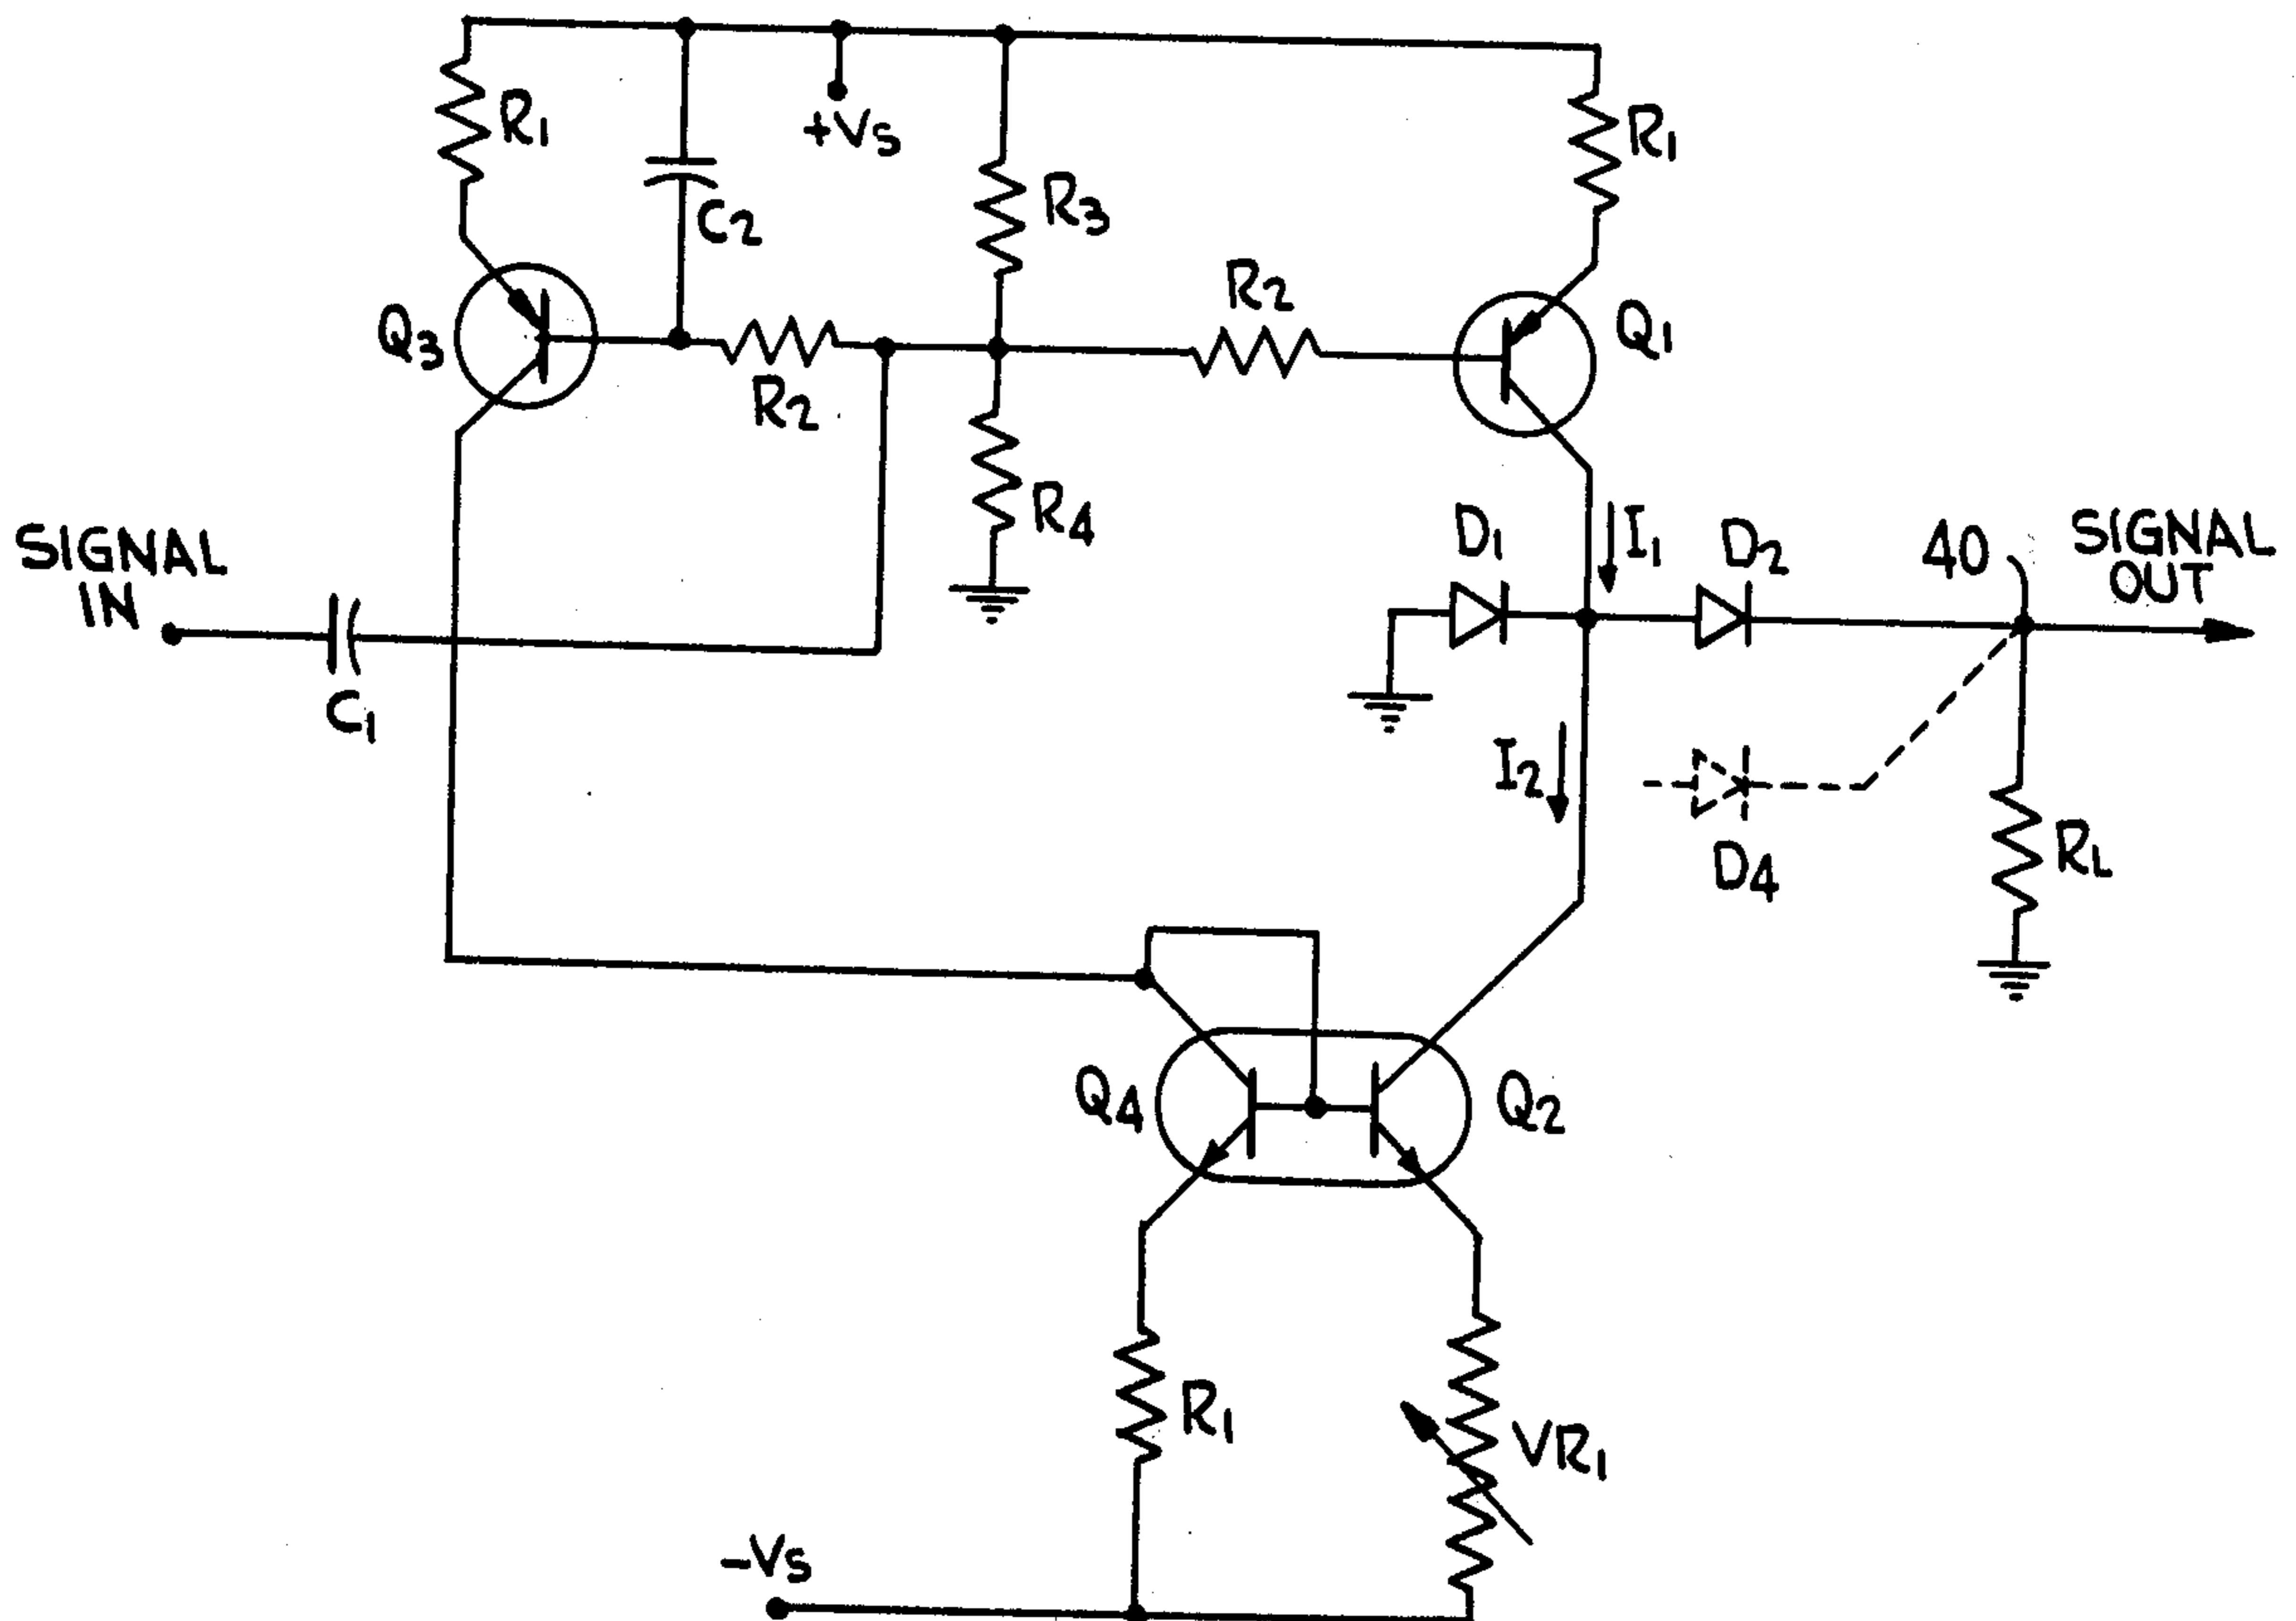 R1
+Vs
R1
C2
R3
Q3
R2
R2
Q1
R4
SIGNAL
IN
C1
D1
I1
D2
40
SIGNAL
OUT
I2
D4
RL
Q4
Q2
R1
VR1
-Vs